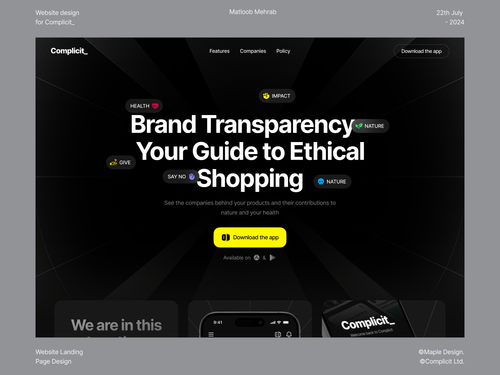 Website design
for Complicit_
Matloob Mehrab
22th July
- 2024
Complicit_
Features
Companies
Policy
Download the app
IMPACT
HEALTH
Brand Transparency
NATURE
Your Guide to Ethical
GIVE
SAY NO
Shopping
NATURE
See the companies behind your products and their contributions to
nature and your health
Download the app
Available on
&
We are in this
9:41
Complicit_
Welcome back to Complicit
Website Landing
Page Design
©Maple Design.
©Complicit Ltd.